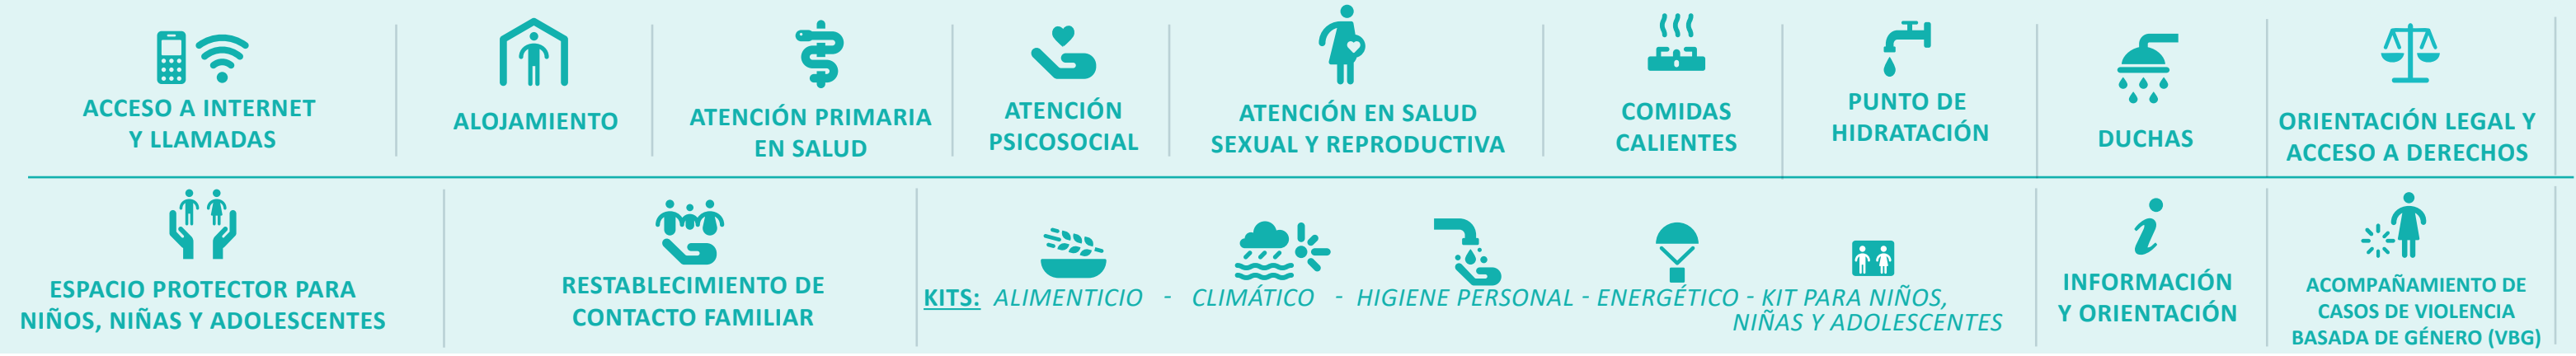 ACCESO A INTERNET
Y LLAMADAS
ALOJAMIENTO
ATENCIÓN PRIMARIA
EN SALUD
ATENCIÓN
PSICOSOCIAL
ATENCIÓN EN SALUD
SEXUAL Y REPRODUCTIVA
COMIDAS
CALIENTES
PUNTO DE
HIDRATACIÓN
DUCHAS
ORIENTACIÓN LEGAL Y
ACCESO A DERECHOS
ESPACIO PROTECTOR PARA
NIÑOS, NIÑAS Y ADOLESCENTES
RESTABLECIMIENTO DE
CONTACTO FAMILIAR
KITS: ALIMENTICIO - CLIMÁTICO - HIGIENE PERSONAL - ENERGÉTICO - KIT PARA NIÑOS,
NIÑAS Y ADOLESCENTES
INFORMACIÓN
Y ORIENTACIÓN
ACOMPAÑAMIENTO DE
CASOS DE VIOLENCIA
BASADA DE GÉNERO (VBG)